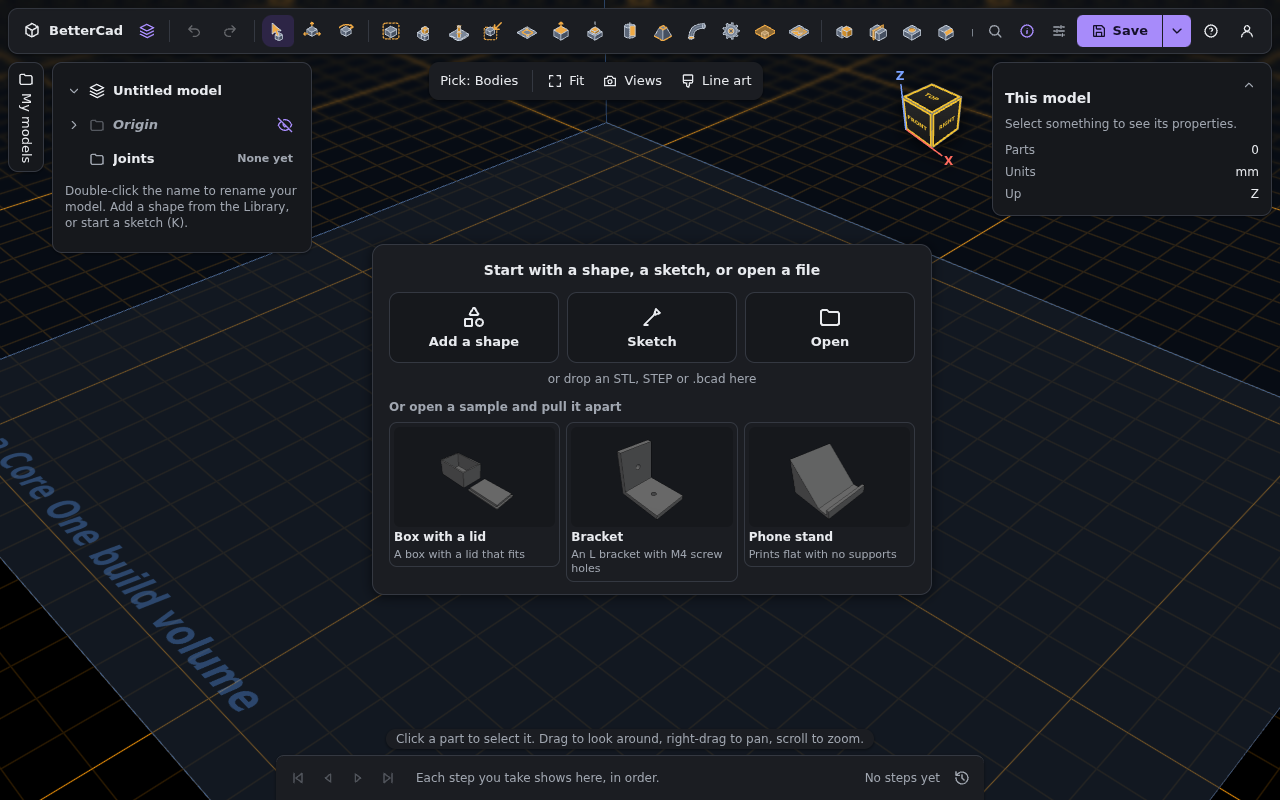 BetterCad
Save
My models
Untitled model
Origin
Joints
None yet
Double-click the name to rename your
model. Add a shape from the Library,
or start a sketch (K).
Pick: Bodies
Fit
Views
Line art
Z
TOP
FRONT
RIGHT
X
This model
Select something to see its properties.
Parts 0
Units mm
Up Z
Start with a shape, a sketch, or open a file
Add a shape
Sketch
Open
or drop an STL, STEP or .bcad here
Or open a sample and pull it apart
Box with a lid
A box with a lid that fits
Bracket
An L bracket with M4 screw
holes
Phone stand
Prints flat with no supports
Core One build volume
Click a part to select it. Drag to look around, right-drag to pan, scroll to zoom.
Each step you take shows here, in order.
No steps yet